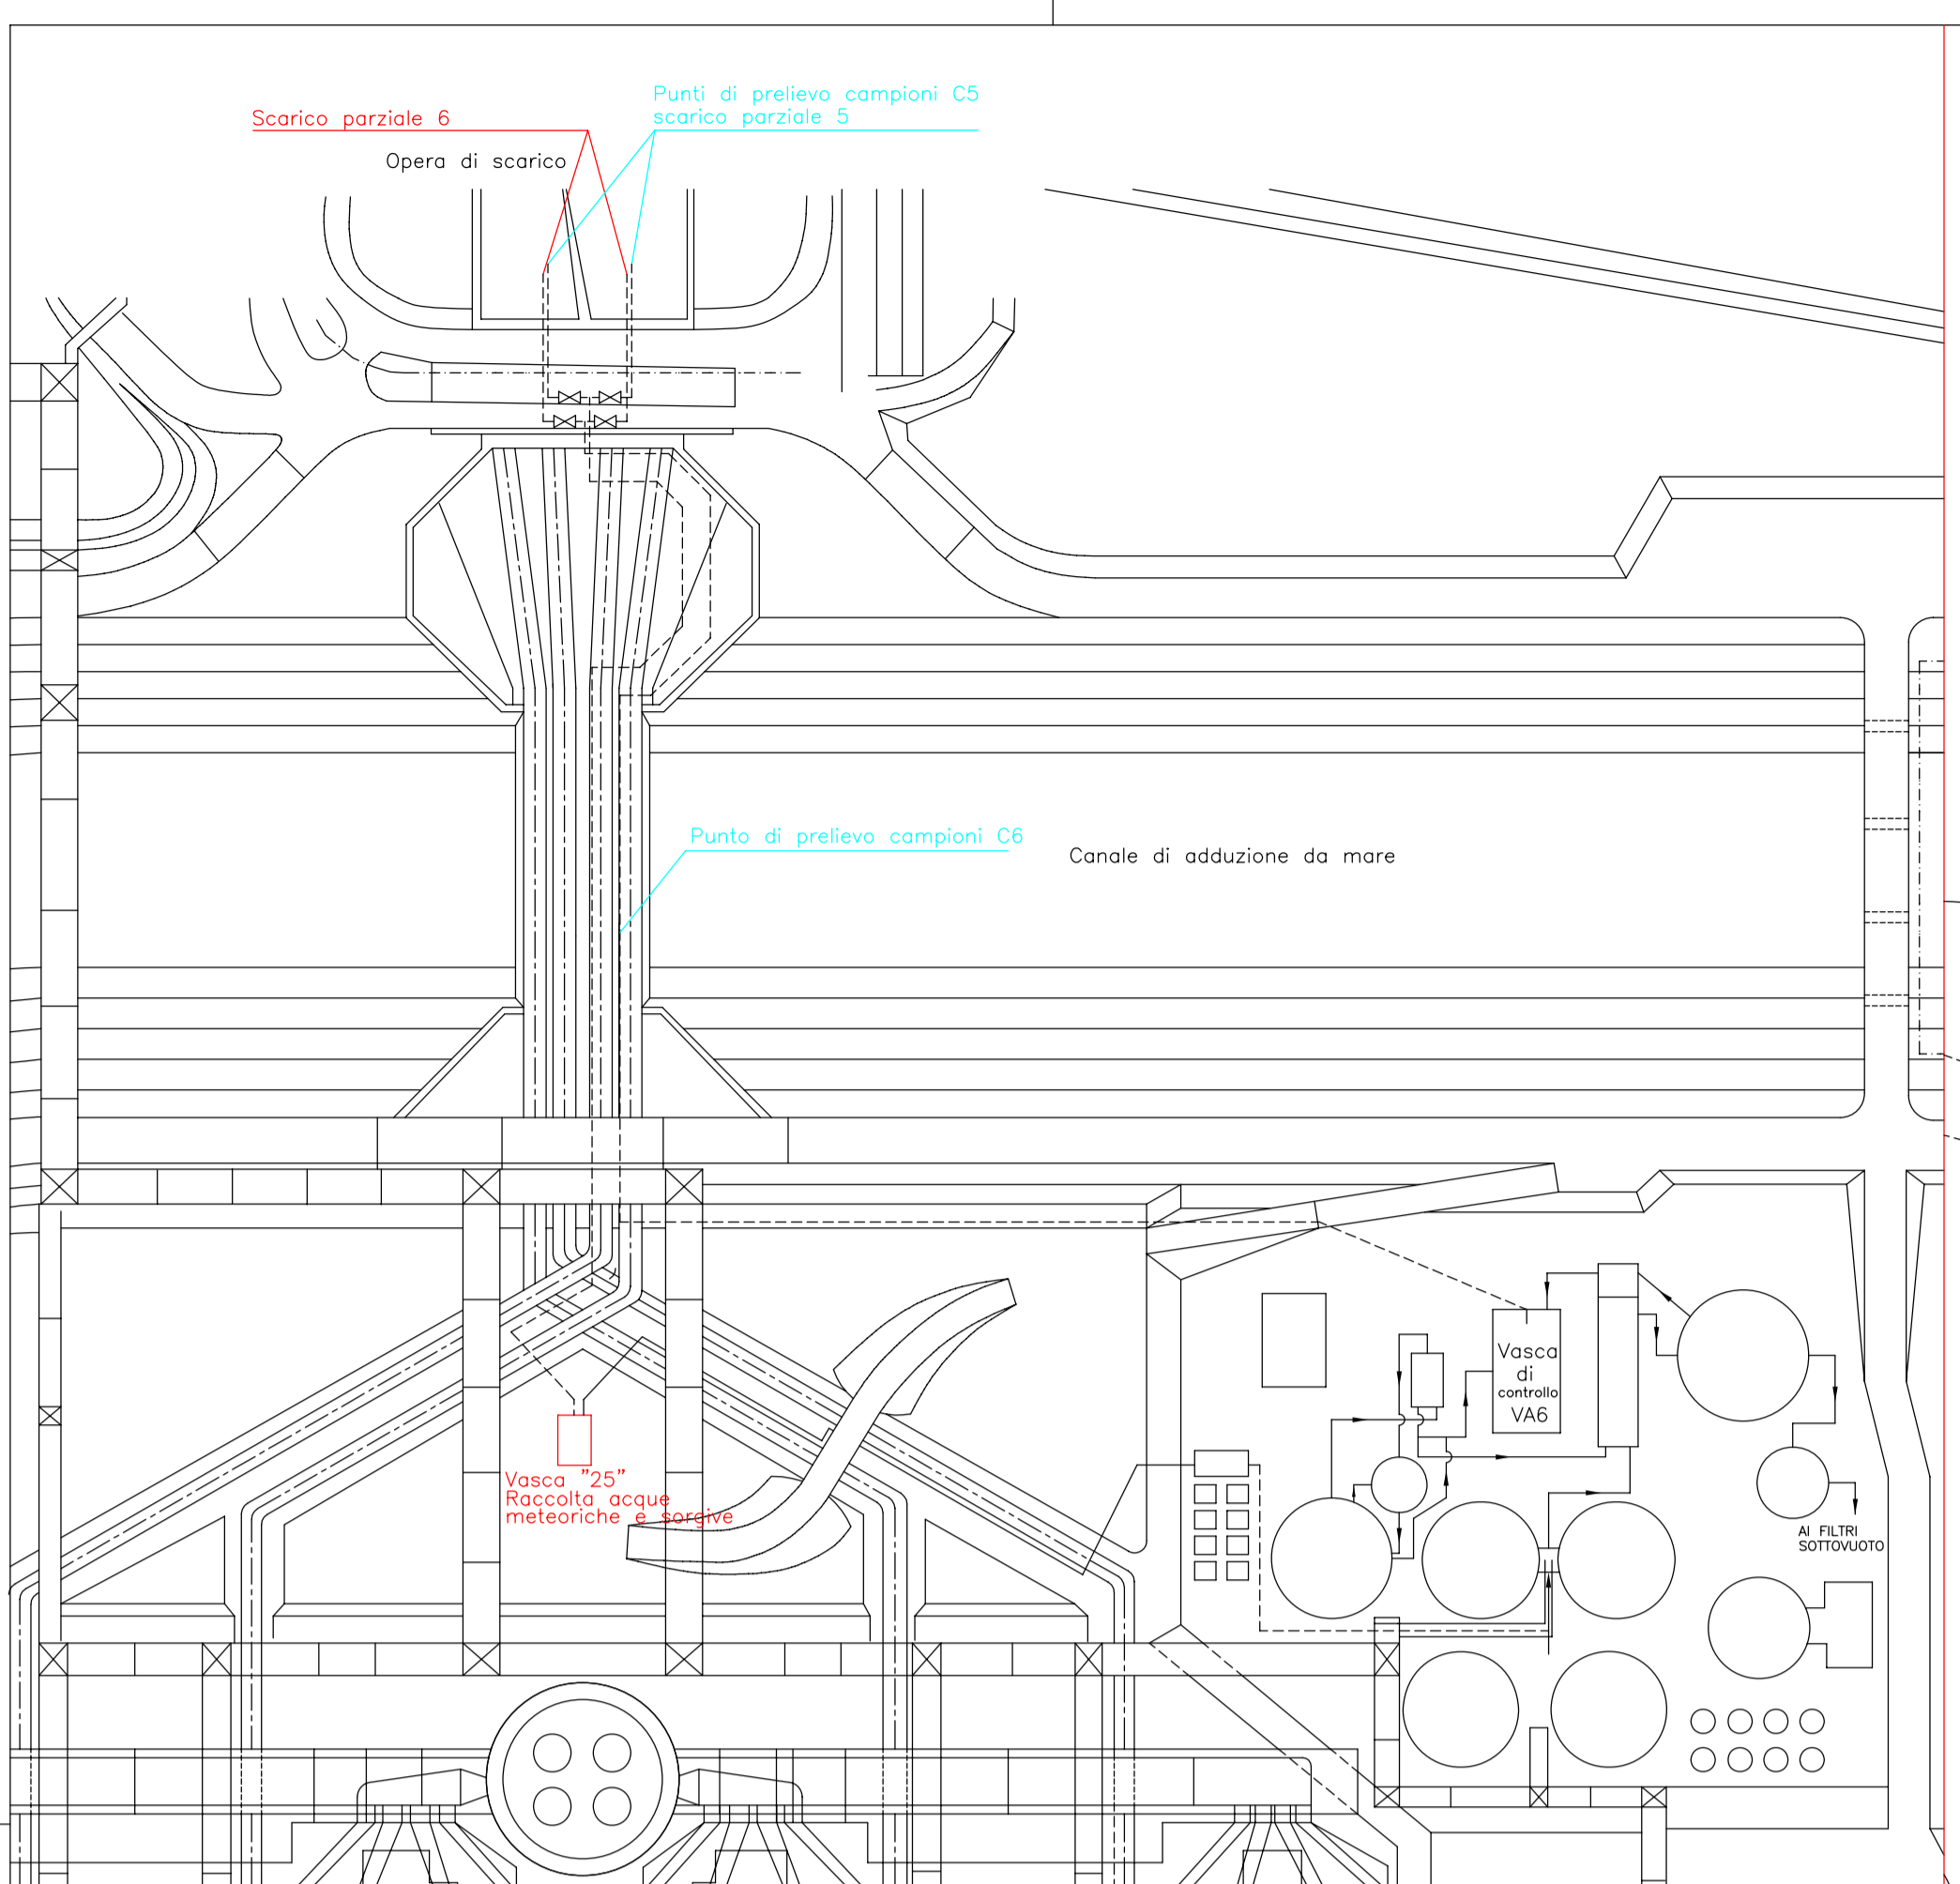 Punti di prelievo campioni C5
scarico parziale 5
Scarico parziale 6
Opera di scarico
Punto di prelievo campioni C6
Canale di adduzione da mare
Vasca
di
controllo
VA6
Vasca "25"
Raccolta acque
meteoriche e sorgive
AI FILTRI
SOTTOVUOTO